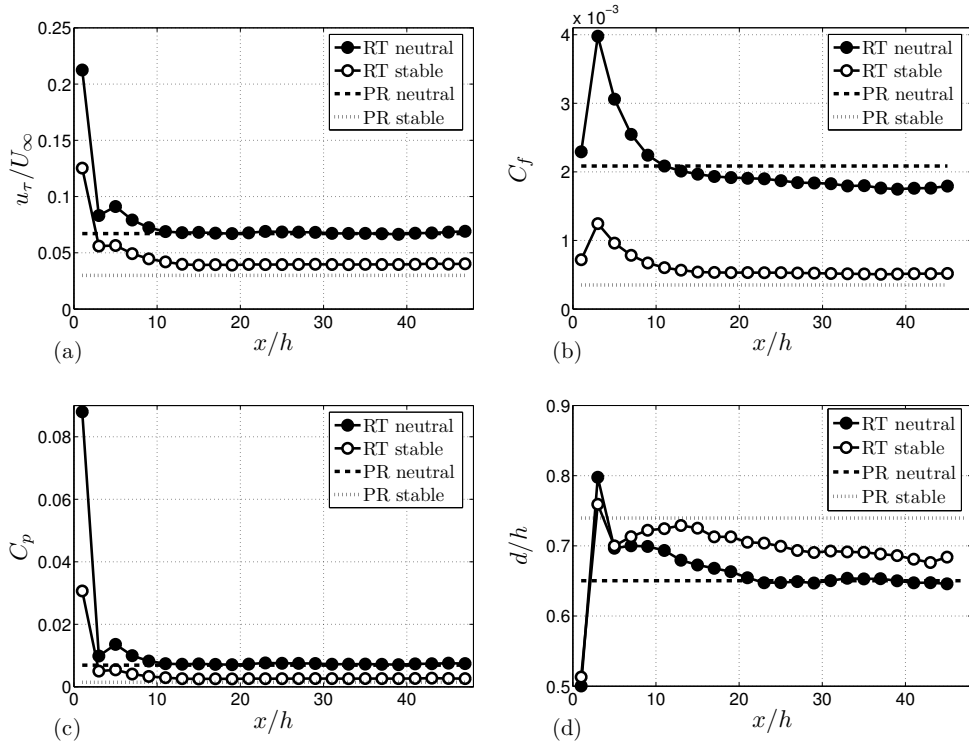 0.25
0.2
0.15
0.1
0.05
0
0 10 20 30 40
u_τ/U_∞
x/h
RT neutral
RT stable
PR neutral
PR stable
(a)
x 10^−3
4
3
2
1
0
0 10 20 30 40
C_f
x/h
RT neutral
RT stable
PR neutral
PR stable
(b)
0.08
0.06
0.04
0.02
0
0 10 20 30 40
C_p
x/h
RT neutral
RT stable
PR neutral
PR stable
(c)
0.9
0.8
0.7
0.6
0.5
0 10 20 30 40
d/h
x/h
RT neutral
RT stable
PR neutral
PR stable
(d)